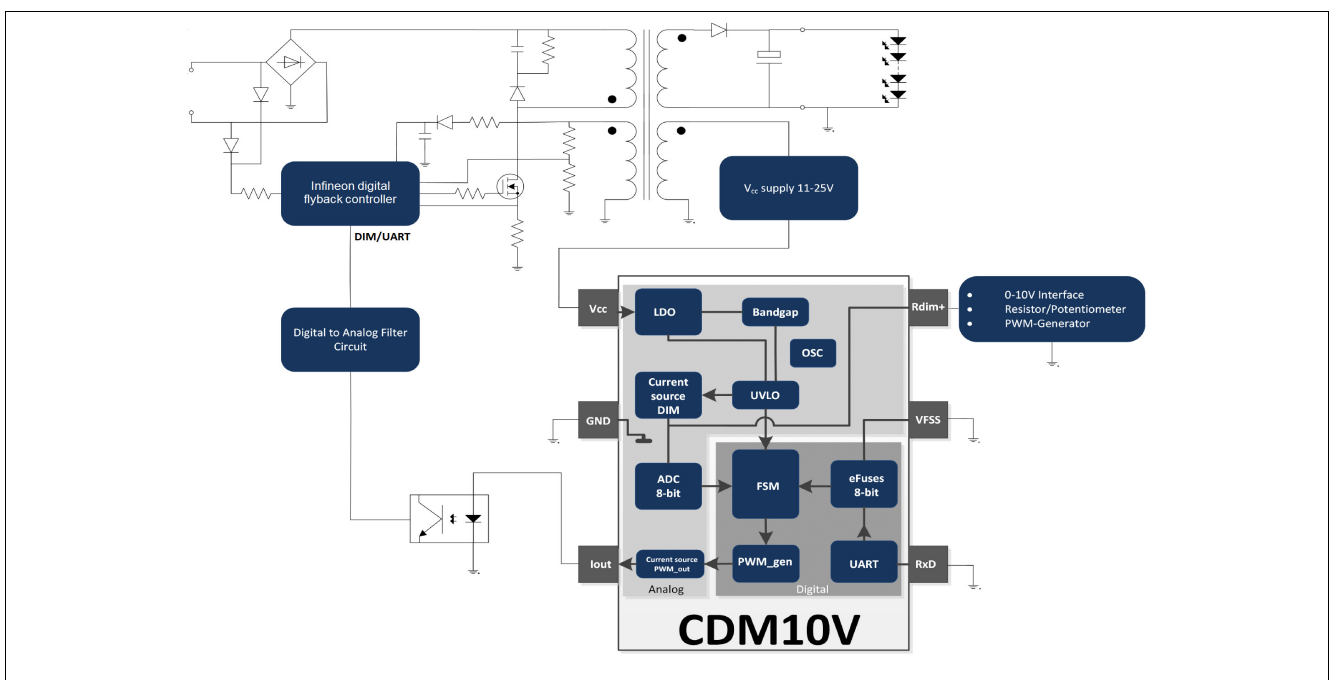 Infineon digital
flyback controller
DIM/UART
V_cc supply 11-25V
Digital to Analog Filter
Circuit
Vcc
LDO
Bandgap
Rdim+
• 0-10V Interface
• Resistor/Potentiometer
• PWM-Generator
OSC
Current
source
DIM
UVLO
GND
VFSS
ADC
8-bit
FSM
eFuses
8-bit
Iout
Current source
PWM_out
PWM_gen
UART
RxD
Analog
Digital
CDM10V